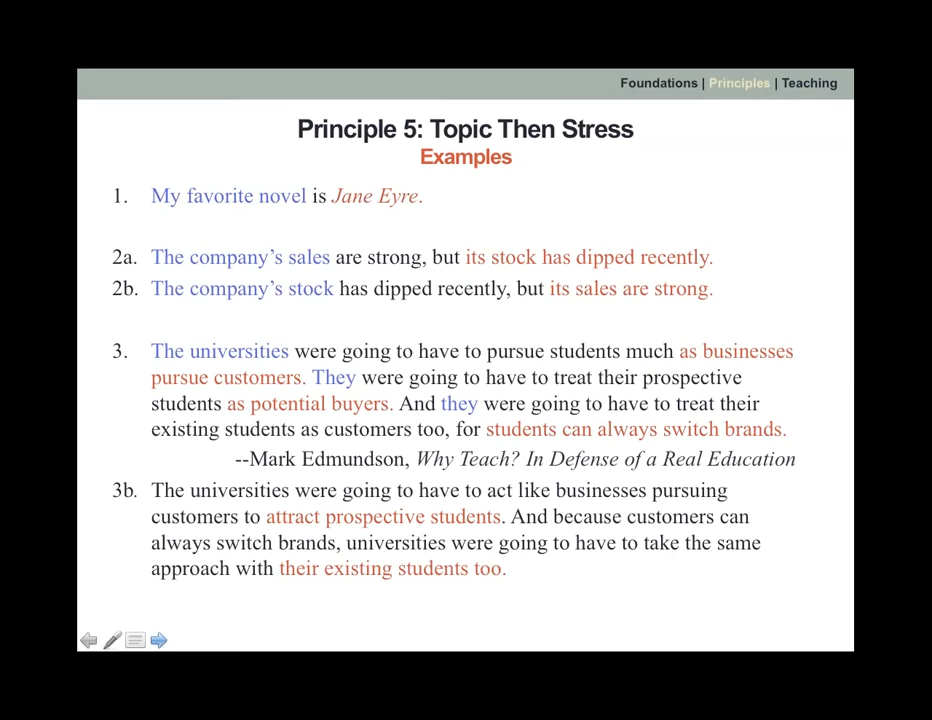 Foundations | Principles | Teaching
Principle 5: Topic Then Stress
Examples
1. My favorite novel is Jane Eyre.
2a. The company’s sales are strong, but its stock has dipped recently.
2b. The company’s stock has dipped recently, but its sales are strong.
3. The universities were going to have to pursue students much as businesses
pursue customers. They were going to have to treat their prospective
students as potential buyers. And they were going to have to treat their
existing students as customers too, for students can always switch brands.
--Mark Edmundson, Why Teach? In Defense of a Real Education
3b. The universities were going to have to act like businesses pursuing
customers to attract prospective students. And because customers can
always switch brands, universities were going to have to take the same
approach with their existing students too.